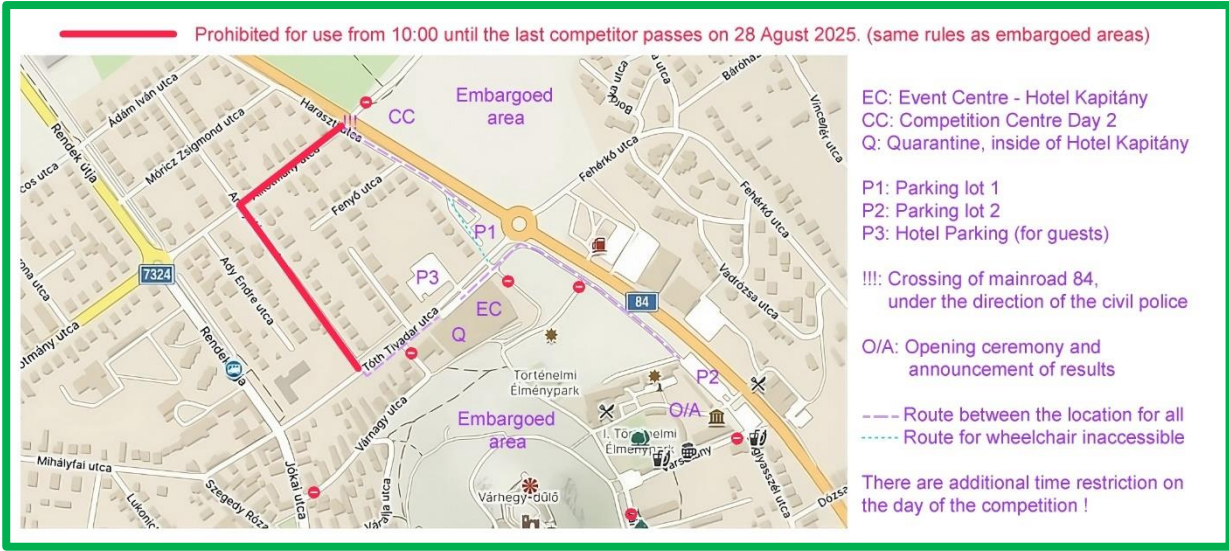 Prohibited for use from 10:00 until the last competitor passes on 28 Agust 2025. (same rules as embargoed areas)
Ádám Iván utca
Rendek útja
Móricz Zsigmond utca
Haraszt utca
!!!
CC
Embargoed
area
Fehérkő utca
Fenyő utca
Ady Endre utca
7324
P1
P3
EC
Q
Tóth Tivadar utca
84
Fehérkő utca
Vadrózsa utca
Történelmi
Élménypark
P2
O/A
Embargoed
area
Várnagy utca
I. Történelmi
Élménypark
Mihályfai utca
Jókai utca
Szegedy Róza
Várhegy-dűlő
EC: Event Centre - Hotel Kapitány
CC: Competition Centre Day 2
Q: Quarantine, inside of Hotel Kapitány
P1: Parking lot 1
P2: Parking lot 2
P3: Hotel Parking (for guests)
!!!: Crossing of mainroad 84,
under the direction of the civil police
O/A: Opening ceremony and
announcement of results
Route between the location for all
Route for wheelchair inaccessible
There are additional time restriction on
the day of the competition !